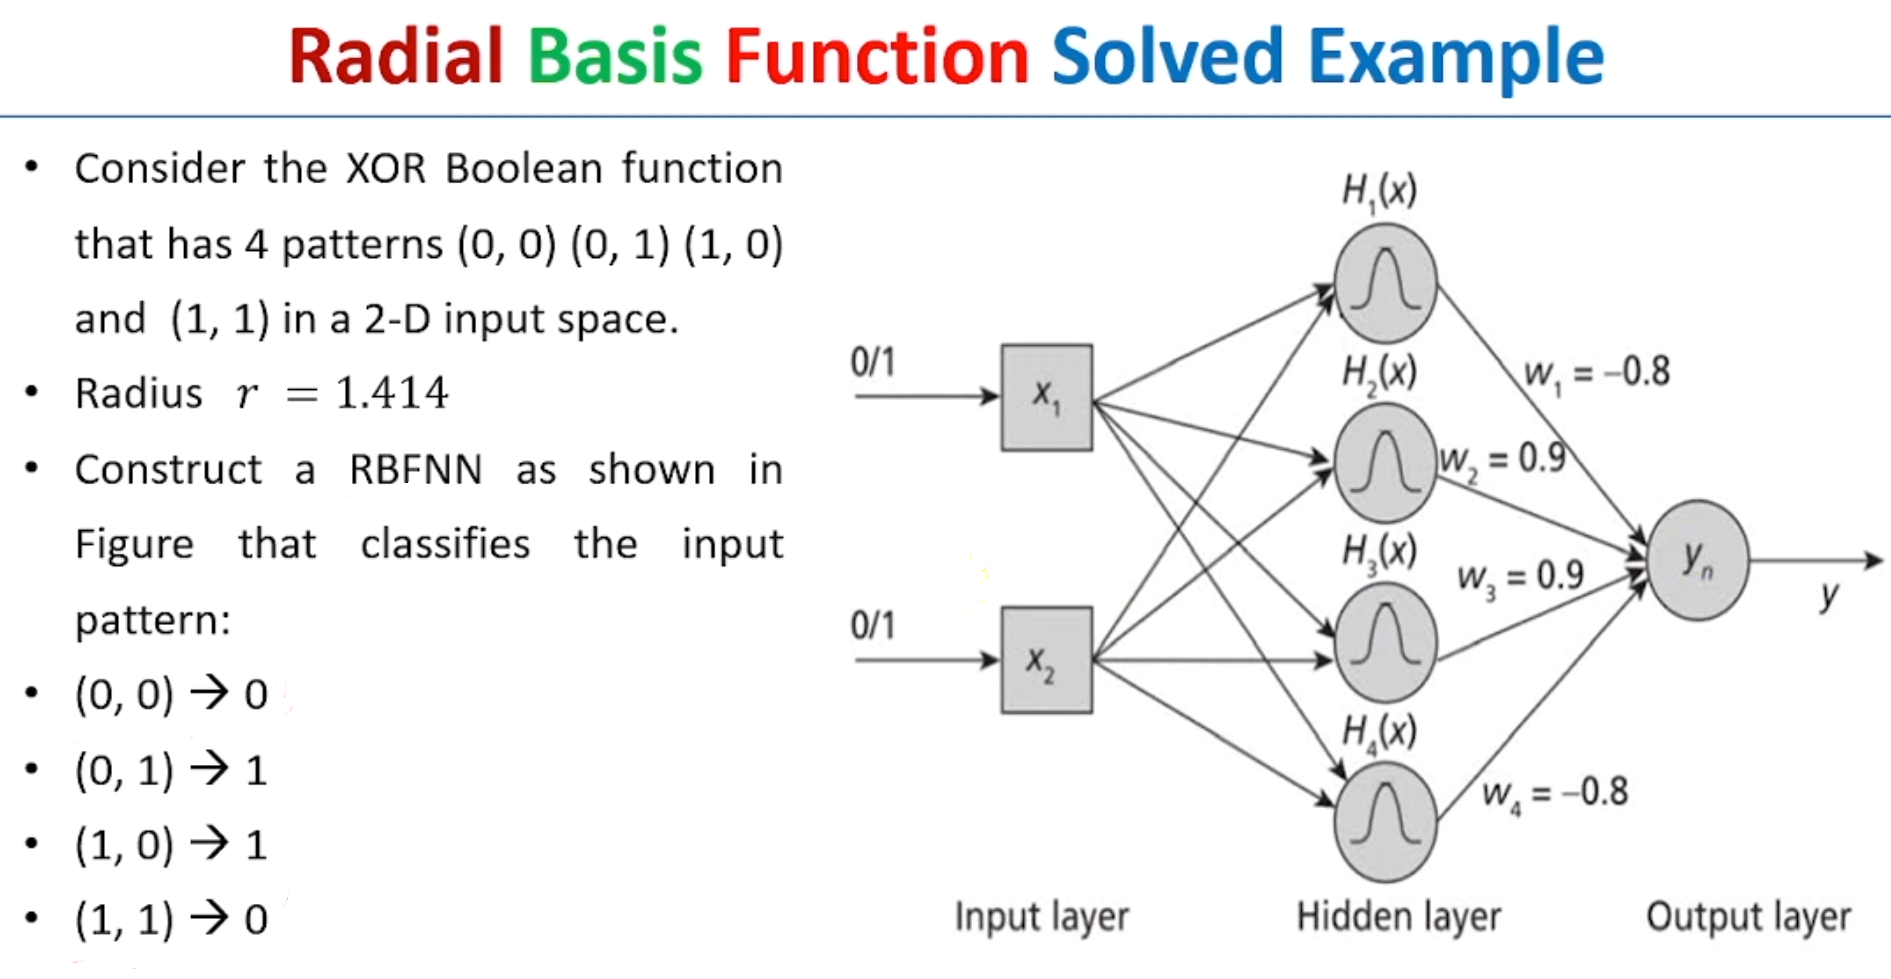 Radial Basis Function Solved Example
• Consider the XOR Boolean function
that has 4 patterns (0, 0) (0, 1) (1, 0)
and (1, 1) in a 2-D input space.
• Radius r = 1.414
• Construct a RBFNN as shown in
Figure that classifies the input
pattern:
• (0, 0) → 0
• (0, 1) → 1
• (1, 0) → 1
• (1, 1) → 0
0/1
x₁
0/1
x₂
H₁(x)
H₂(x)
H₃(x)
H₄(x)
w₁ = –0.8
w₂ = 0.9
w₃ = 0.9
w₄ = –0.8
yₙ
y
Input layer
Hidden layer
Output layer